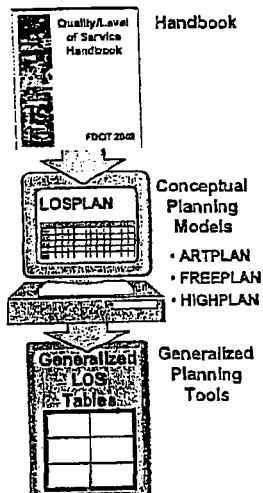 Quality/Level
of Service
Handbook
FDOT 2002
Handbook
LOSPLAN
Conceptual
Planning
Models
• ARTPLAN
• FREEPLAN
• HIGHPLAN
Generalized
LOS
Tables
Generalized
Planning
Tools